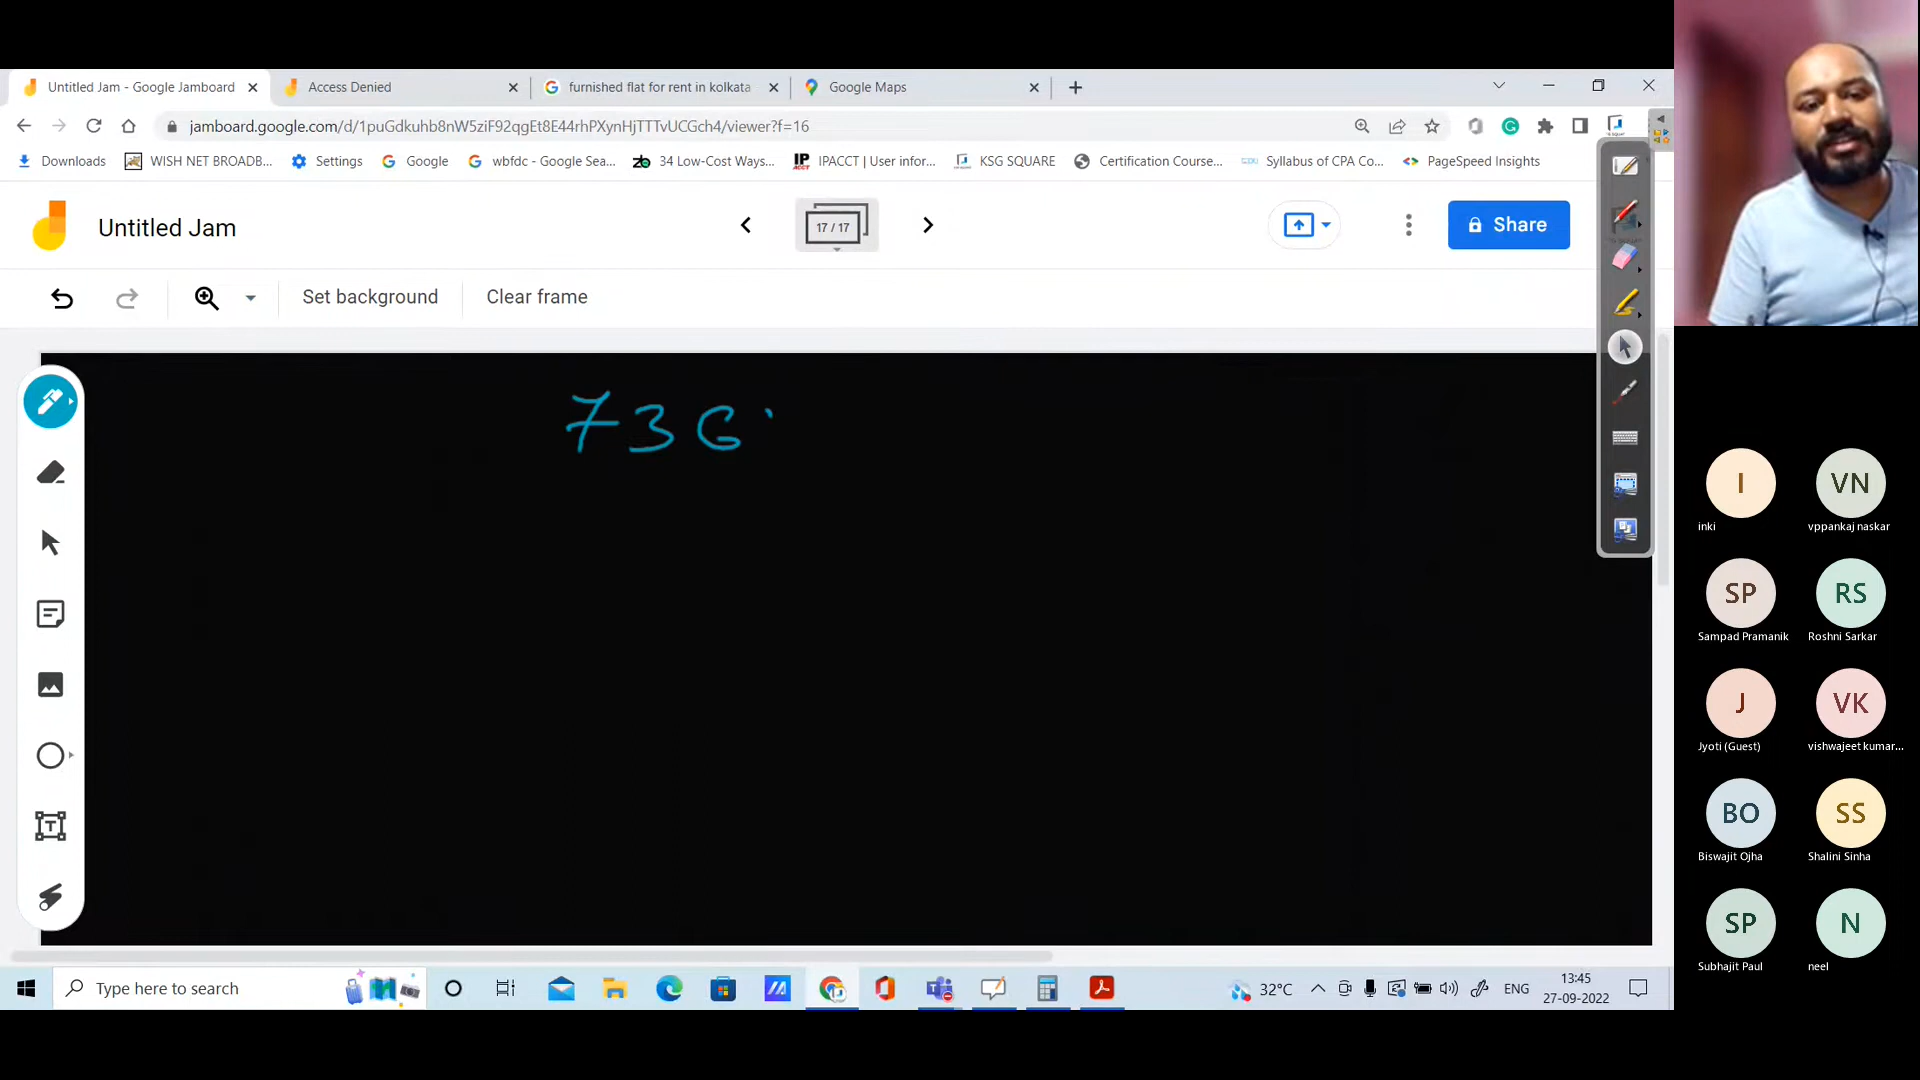 Untitled Jam - Google Jamboard
Access Denied
furnished flat for rent in kolkata
Google Maps
jamboard.google.com/d/1puGdkuhb8nW5ziF92qgEt8E44rhPXynHjTTTvUCGch4/viewer?f=16
Downloads
WISH NET BROADB...
Settings
Google
wbfdc - Google Sea...
34 Low-Cost Ways...
IPACCT | User infor...
KSG SQUARE
Certification Course...
Syllabus of CPA Co...
PageSpeed Insights
Untitled Jam
17 / 17
Share
Set background
Clear frame
736
I
inki
VN
vppankaj naskar
SP
Sampad Pramanik
RS
Roshni Sarkar
J
Jyoti (Guest)
VK
vishwajeet kumar...
BO
Biswajit Ojha
SS
Shalini Sinha
SP
Subhajit Paul
N
neel
Type here to search
32°C
ENG
13:45
27-09-2022